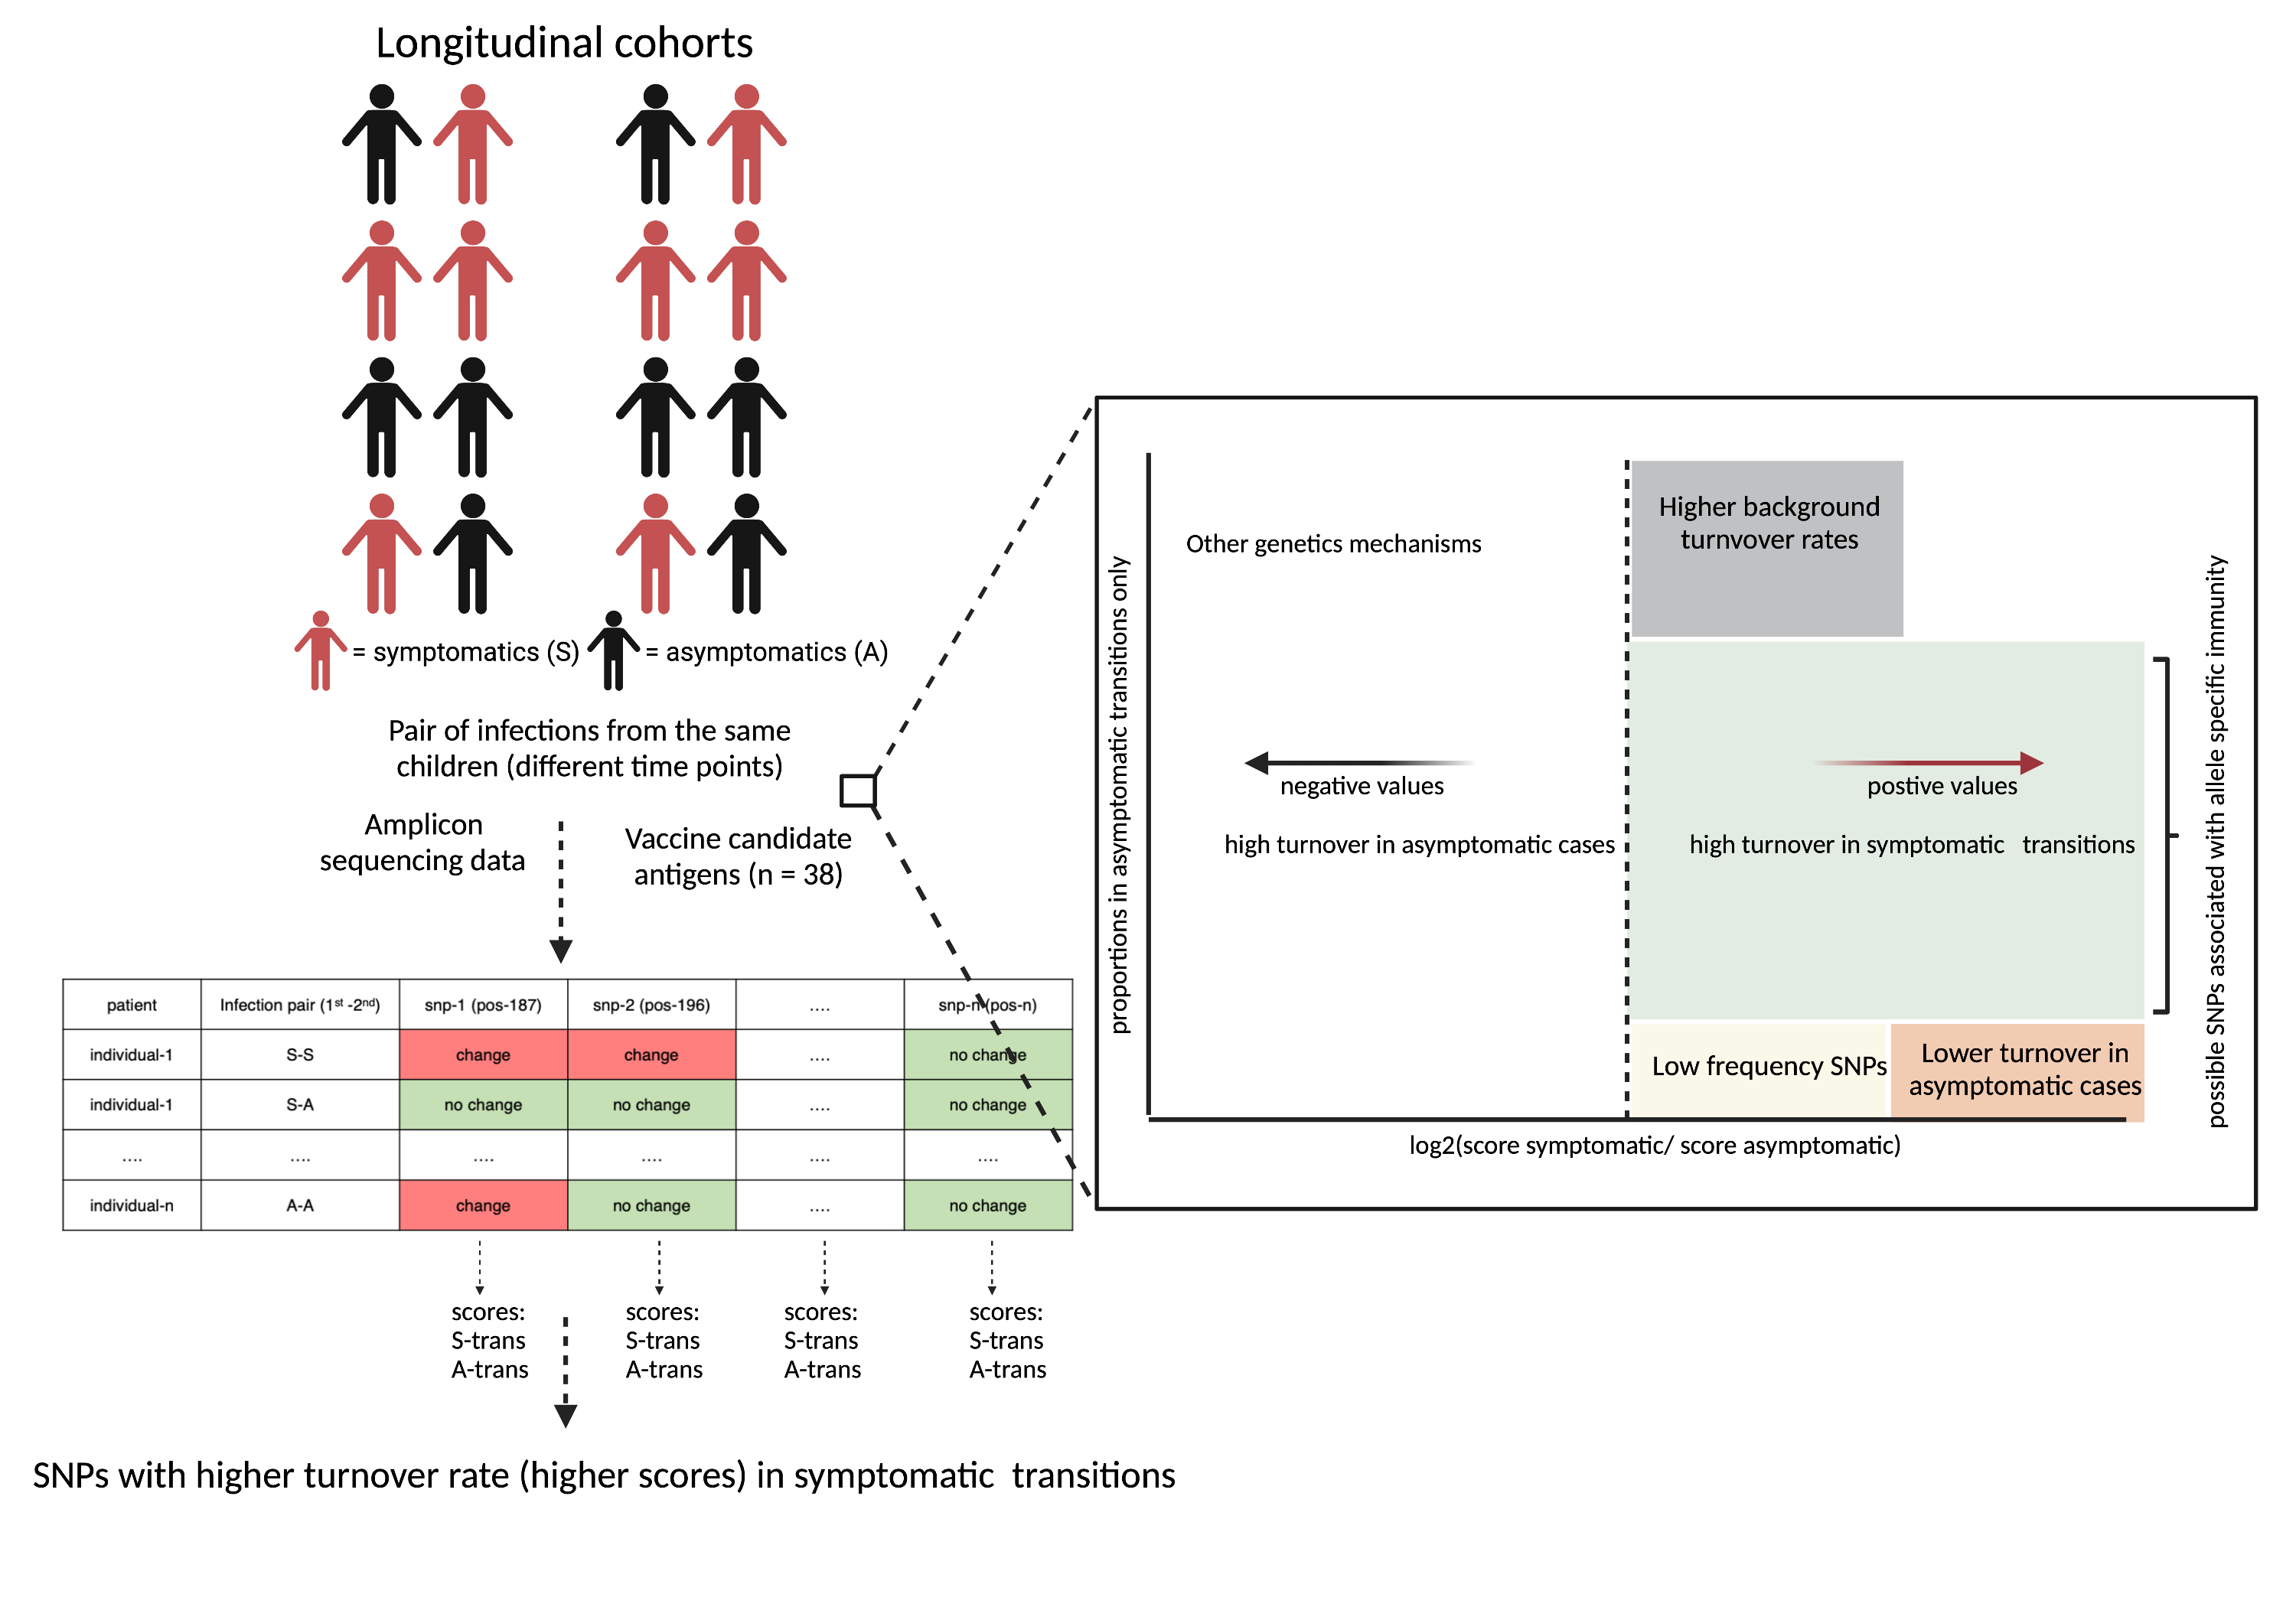 Longitudinal cohorts
= symptomatics (S)
= asymptomatics (A)
Pair of infections from the same
children (different time points)
Amplicon
sequencing data
Vaccine candidate
antigens (n = 38)
patient
Infection pair (1st -2nd)
snp-1 (pos-187)
snp-2 (pos-196)
....
snp-n (pos-n)
individual-1
S-S
change
change
....
no change
individual-1
S-A
no change
no change
....
no change
....
....
....
....
....
....
individual-n
A-A
change
no change
....
no change
scores:
S-trans
A-trans
scores:
S-trans
A-trans
scores:
S-trans
A-trans
scores:
S-trans
A-trans
SNPs with higher turnover rate (higher scores) in symptomatic transitions
proportions in asymptomatic transitions only
Other genetics mechanisms
Higher background
turnvover rates
negative values
high turnover in asymptomatic cases
postive values
high turnover in symptomatic transitions
Low frequency SNPs
Lower turnover in
asymptomatic cases
log2(score symptomatic/ score asymptomatic)
possible SNPs associated with allele specific immunity